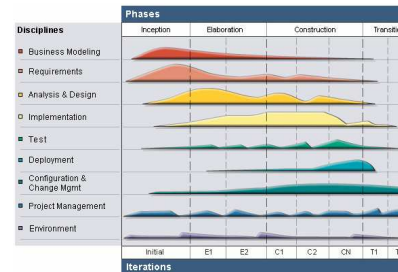 Phases
Disciplines
Inception Elaboration Construction
Business Modeling
Requirements
Analysis & Design
Implementation
Test
Deployment
Configuration &
Change Mgmt
Project Management
Environment
Initial E1 E2 C1 C2 CN T1
Iterations